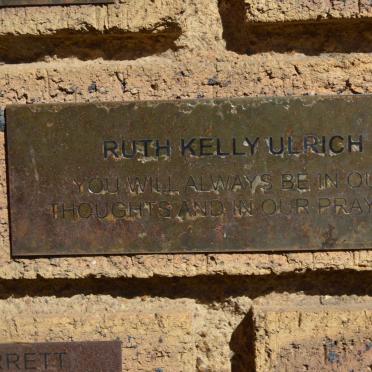 RUTH KELLY ULRICH
YOU WILL ALWAYS BE IN OU
THOUGHTS AND IN OUR PRAY
RRETT